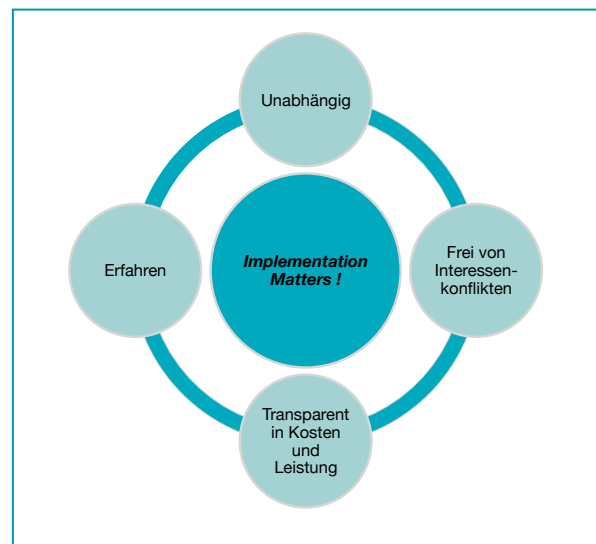 Unabhängig
Erfahren
Implementation
Matters !
Frei von
Interessen-
konflikten
Transparent
in Kosten
und
Leistung